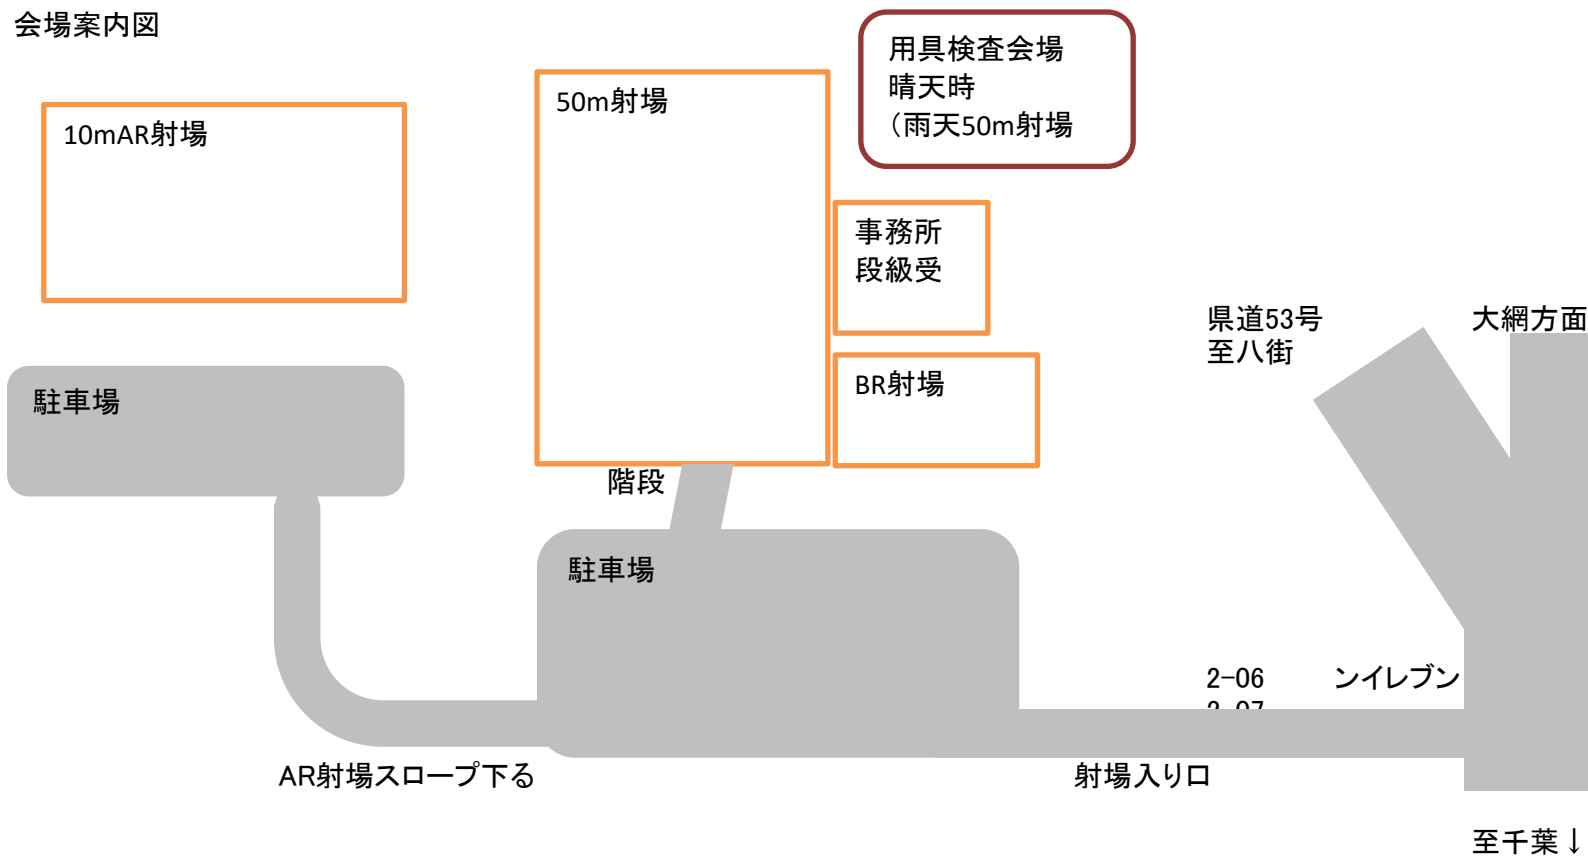 会場案内図
用具検査会場
晴天時
（雨天50m射場
50m射場
10mAR射場
事務所
段級受
県道53号
至八街
大網方面
BR射場
駐車場
階段
駐車場
2-06 ンイレブン
2-07
AR射場スロープ下る
射場入り口
至千葉↓